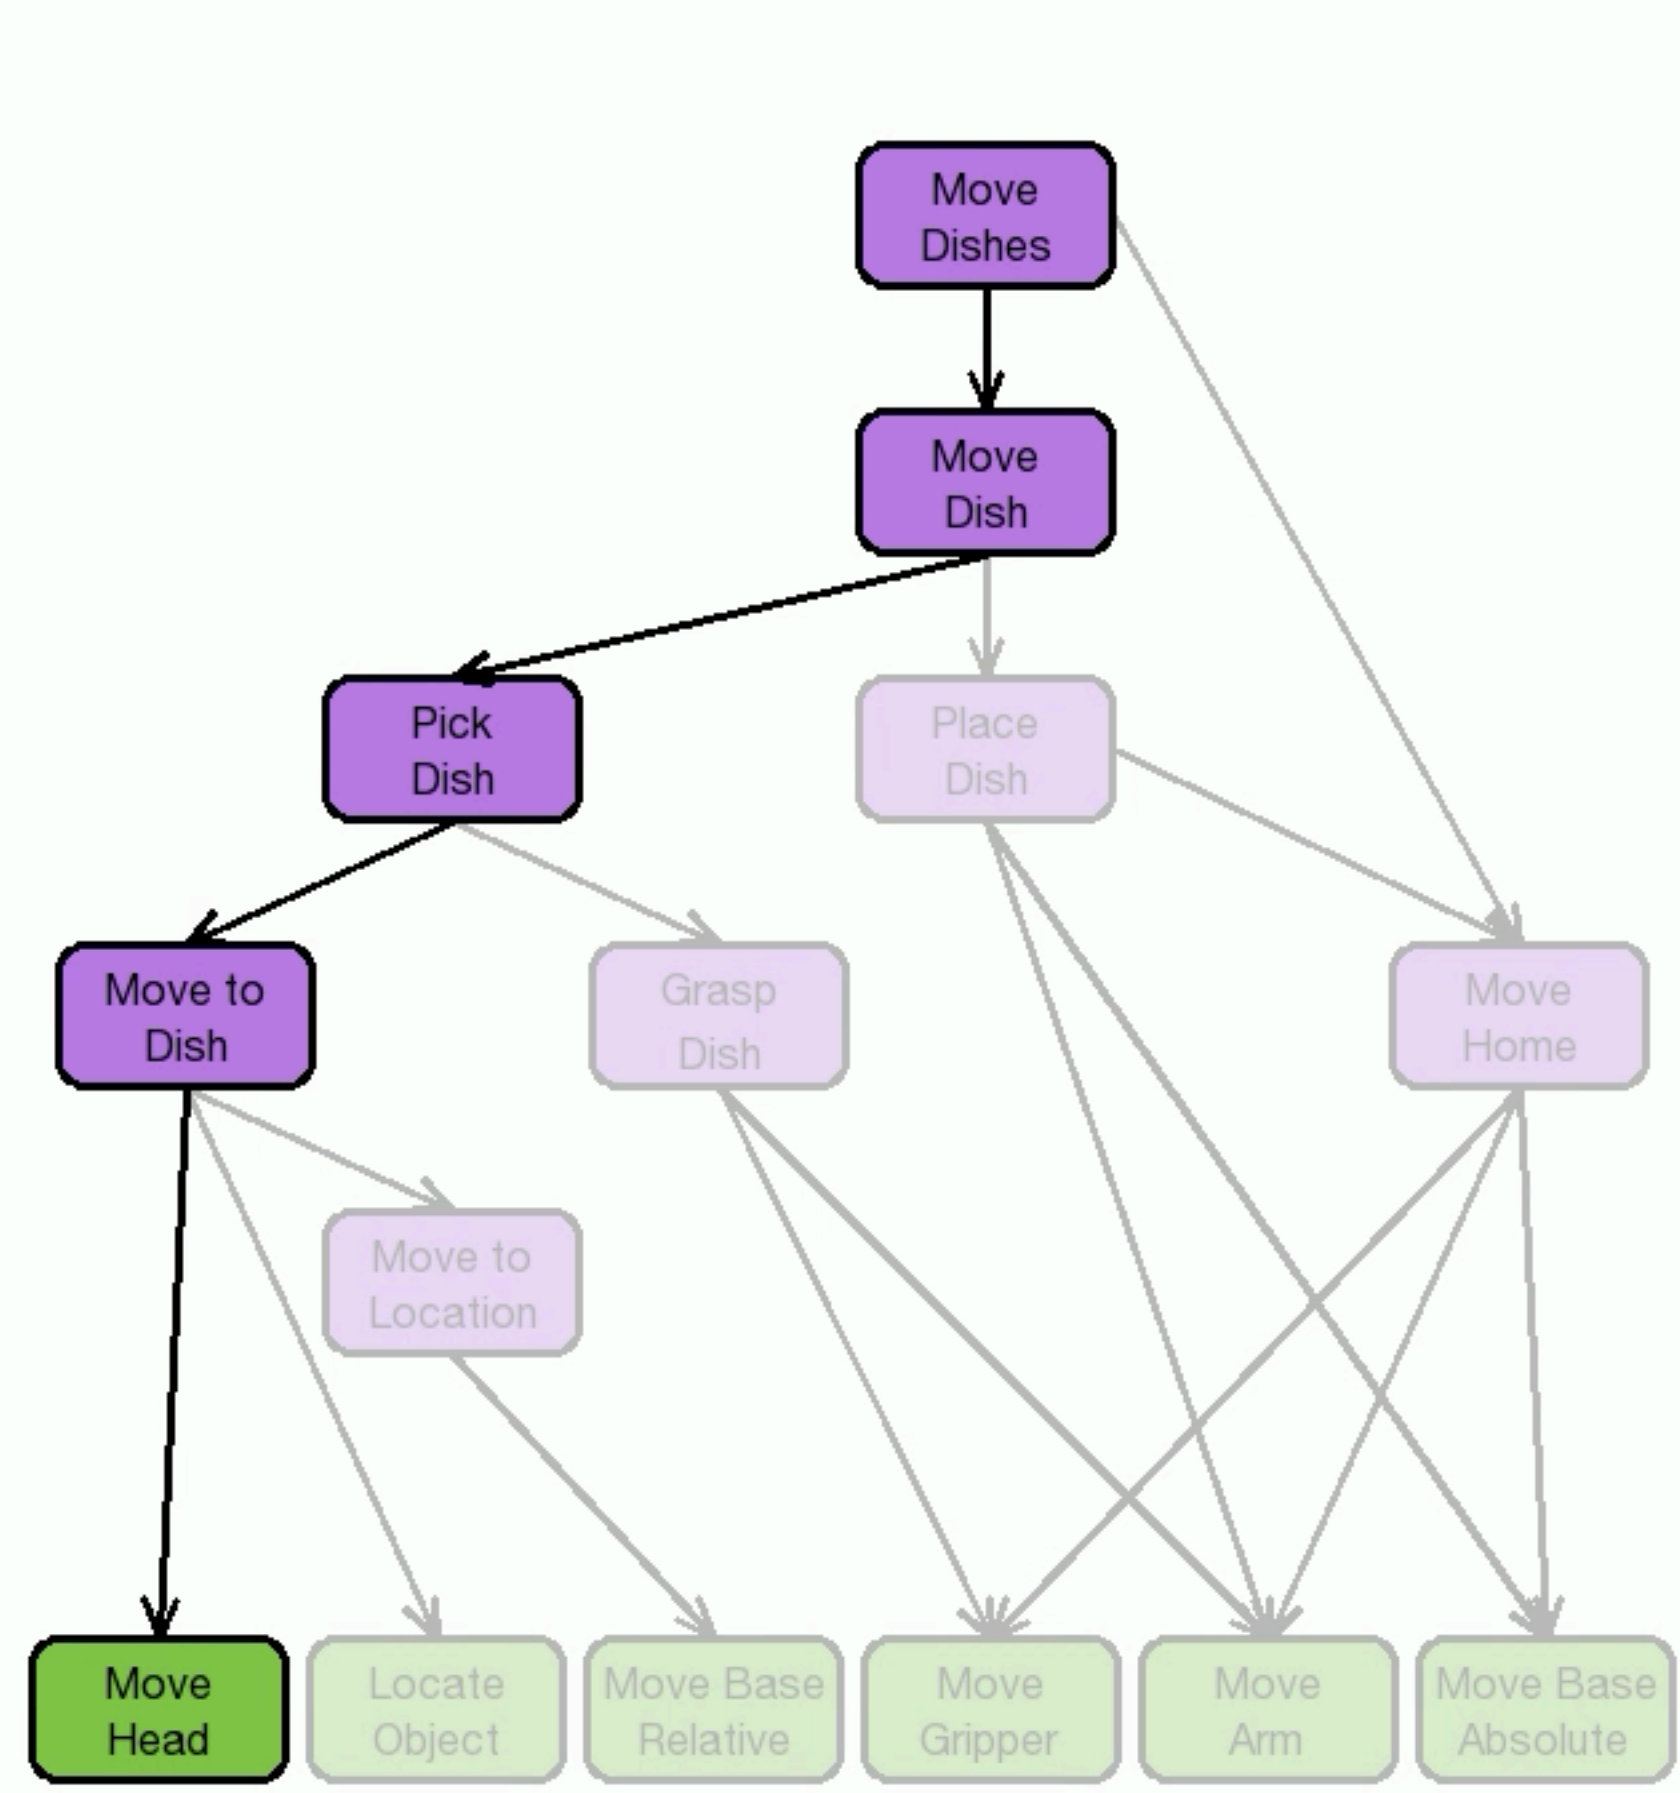 Move
Dishes
Move
Dish
Pick
Dish
Place
Dish
Move to
Dish
Grasp
Dish
Move
Home
Move to
Location
Move
Head
Locate
Object
Move Base
Relative
Move
Gripper
Move
Arm
Move Base
Absolute